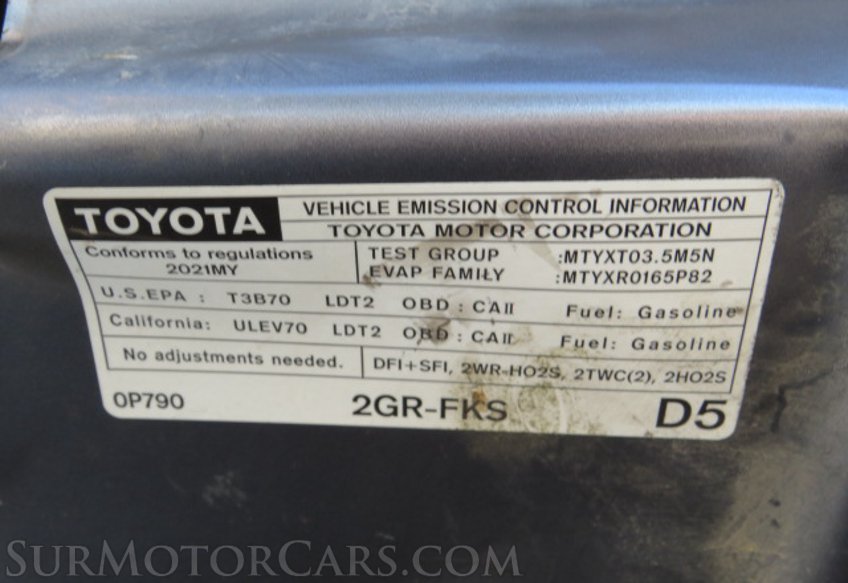 TOYOTA
VEHICLE EMISSION CONTROL INFORMATION
TOYOTA MOTOR CORPORATION
Conforms to regulations
2021MY
TEST GROUP :MTYXT03.5M5N
EVAP FAMILY :MTYXR0165P82
U.S.EPA : T3B70 LDT2 OBD : CAII Fuel: Gasoline
California: ULEV70 LDT2 OBD : CAII Fuel: Gasoline
No adjustments needed.
DFI+SFI, 2WR-HO2S, 2TWC(2), 2HO2S
0P790 2GR-FKS D5
SurMotorCars.com